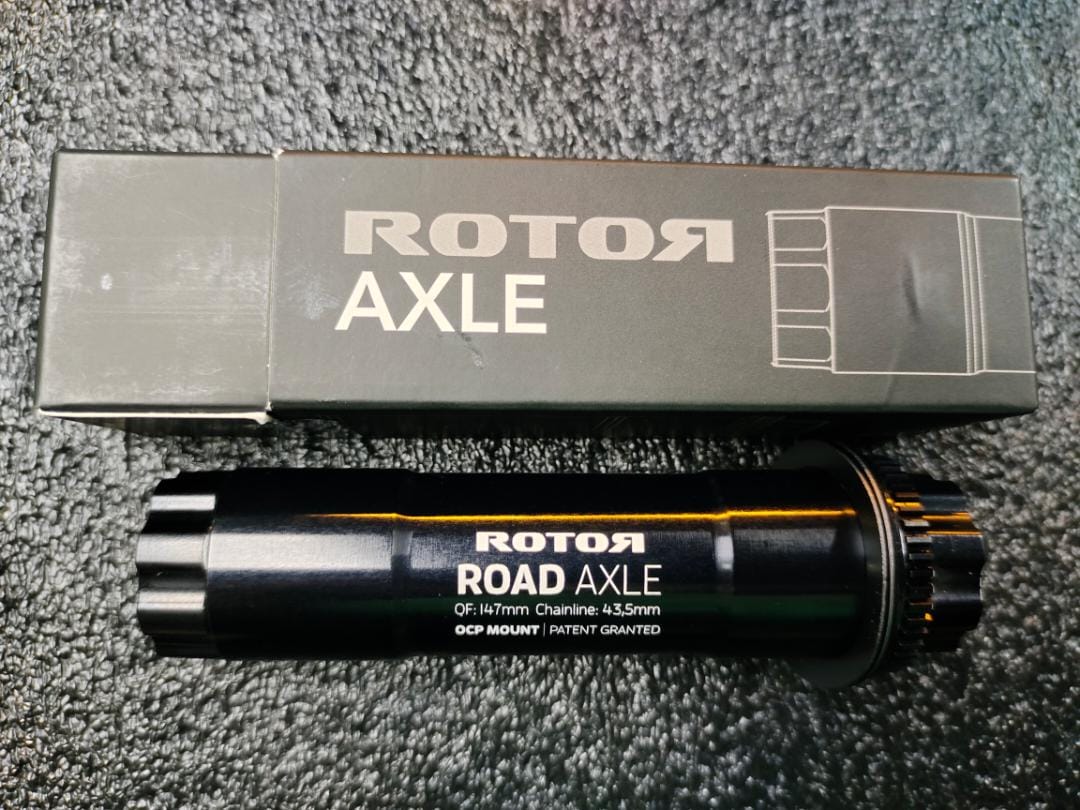 ROTOR
AXLE
ROTOR
ROAD AXLE
QF: 147mm Chainline: 43,5mm
OCP MOUNT | PATENT GRANTED